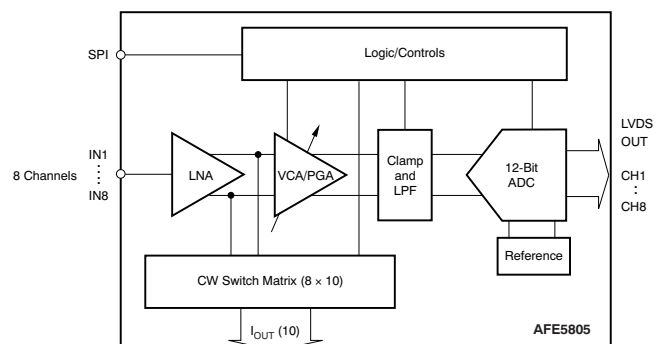 SPI
Logic/Controls
LVDS
OUT
IN1
8 Channels
IN8
LNA
VCA/PGA
Clamp
and
LPF
12-Bit
ADC
CH1
CH8
Reference
CW Switch Matrix (8 × 10)
IOUT (10)
AFE5805